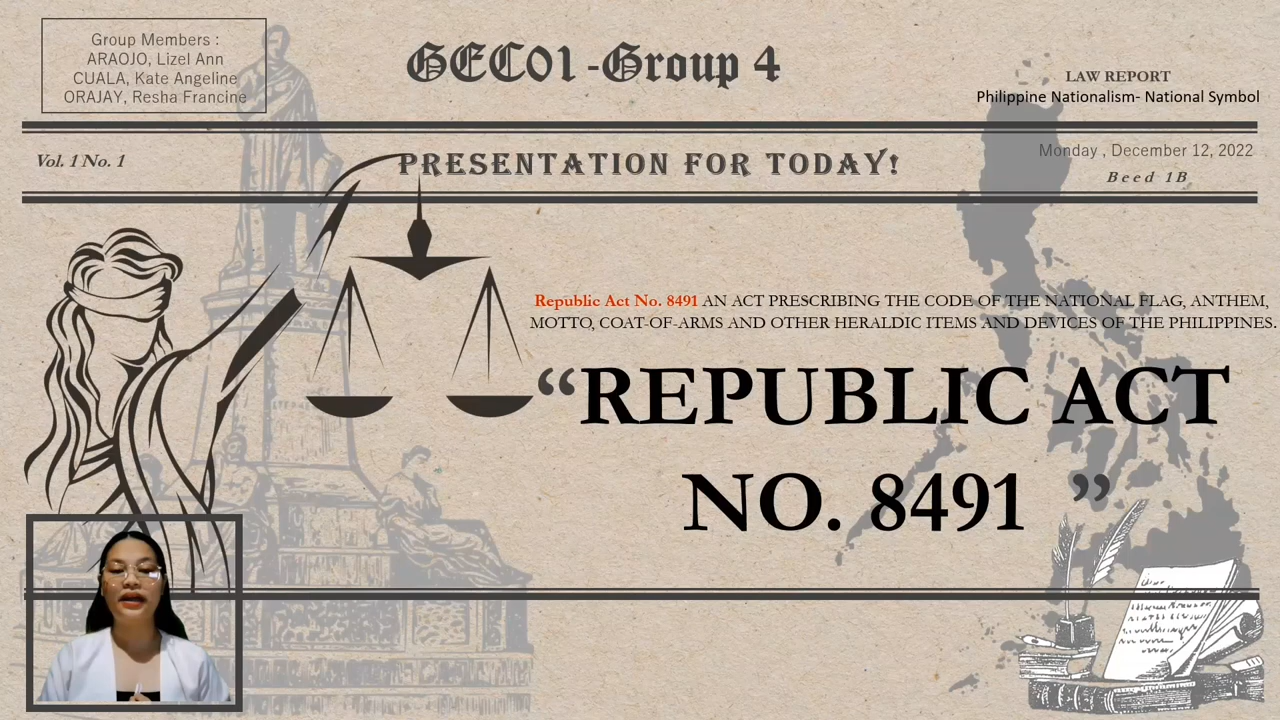 Group Members :
ARAOJO, Lizel Ann
CUALA, Kate Angeline
ORAJAY, Resha Francine
GEC01 -Group 4
LAW REPORT
Philippine Nationalism- National Symbol
Vol. 1 No. 1
PRESENTATION FOR TODAY!
Monday , December 12, 2022
Beed 1B
Republic Act No. 8491 AN ACT PRESCRIBING THE CODE OF THE NATIONAL FLAG, ANTHEM,
MOTTO, COAT-OF-ARMS AND OTHER HERALDIC ITEMS AND DEVICES OF THE PHILIPPINES.
“REPUBLIC ACT
NO. 8491 ”